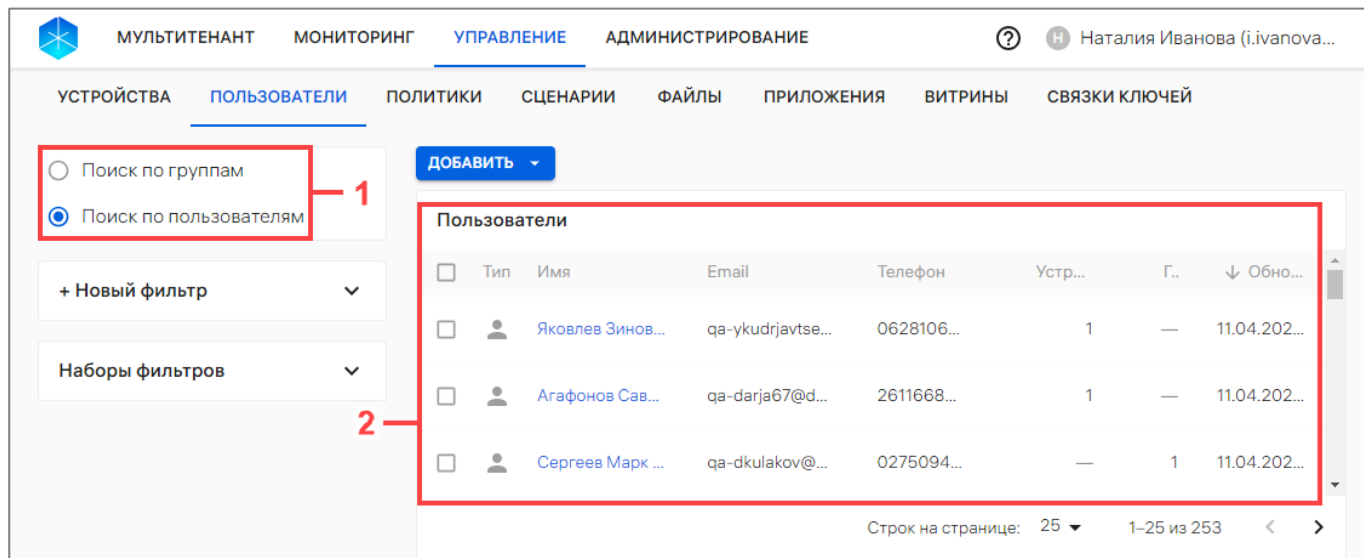 МУЛЬТИТЕНАНТ МОНИТОРИНГ УПРАВЛЕНИЕ АДМИНИСТРИРОВАНИЕ ? Н Наталия Иванова (i.ivanova...
УСТРОЙСТВА ПОЛЬЗОВАТЕЛИ ПОЛИТИКИ СЦЕНАРИИ ФАЙЛЫ ПРИЛОЖЕНИЯ ВИТРИНЫ СВЯЗКИ КЛЮЧЕЙ
Поиск по группам
Поиск по пользователям
1
+ Новый фильтр
Наборы фильтров
ДОБАВИТЬ
2
Пользователи
Тип Имя Email Телефон Устр... Г.. ↓ Обно...
Яковлев Зинов... qa-ykudrjavtse... 0628106... 1 — 11.04.202...
Агафонов Сав... qa-darja67@d... 2611668... 1 — 11.04.202...
Сергеев Марк ... qa-dkulakov@... 0275094... — 1 11.04.202...
Строк на странице: 25 1–25 из 253 < >